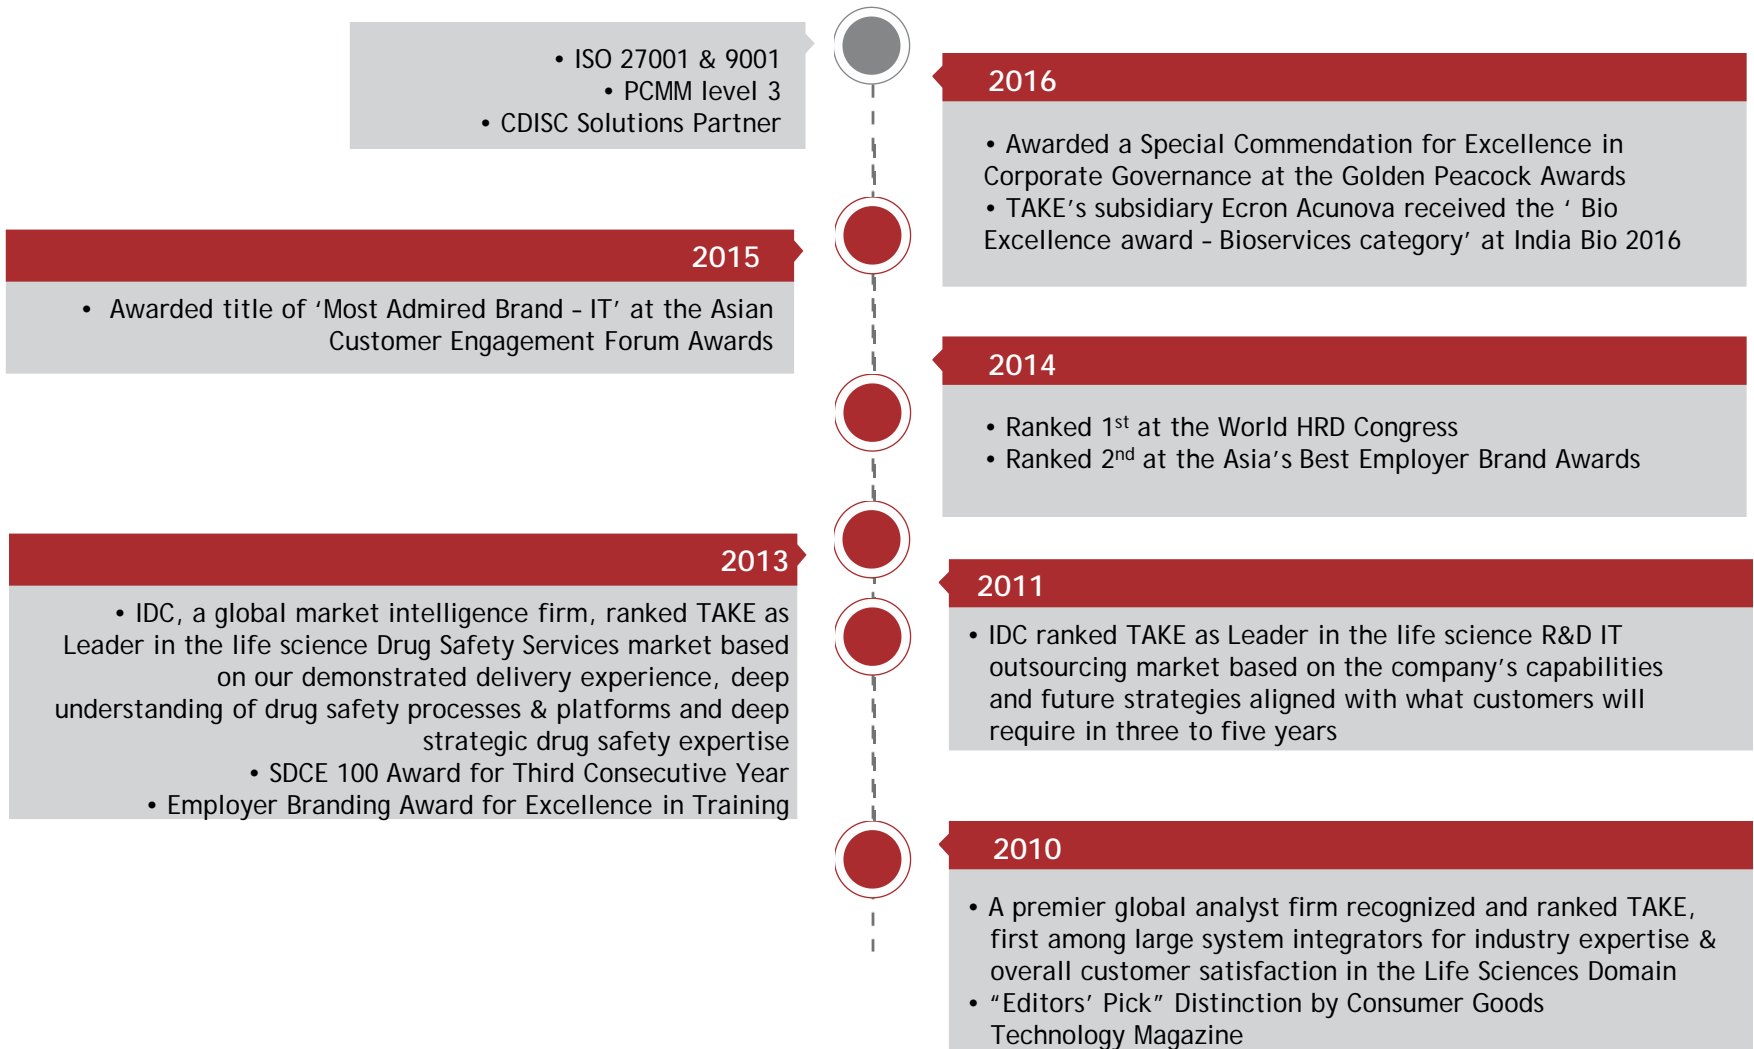 • ISO 27001 & 9001
• PCMM level 3
• CDISC Solutions Partner
2016
• Awarded a Special Commendation for Excellence in
Corporate Governance at the Golden Peacock Awards
• TAKE’s subsidiary Ecron Acunova received the ‘ Bio
Excellence award – Bioservices category’ at India Bio 2016
2015
• Awarded title of ‘Most Admired Brand – IT’ at the Asian
Customer Engagement Forum Awards
2014
• Ranked 1st at the World HRD Congress
• Ranked 2nd at the Asia’s Best Employer Brand Awards
2013
• IDC, a global market intelligence firm, ranked TAKE as
Leader in the life science Drug Safety Services market based
on our demonstrated delivery experience, deep
understanding of drug safety processes & platforms and deep
strategic drug safety expertise
• SDCE 100 Award for Third Consecutive Year
• Employer Branding Award for Excellence in Training
2011
• IDC ranked TAKE as Leader in the life science R&D IT
outsourcing market based on the company’s capabilities
and future strategies aligned with what customers will
require in three to five years
2010
• A premier global analyst firm recognized and ranked TAKE,
first among large system integrators for industry expertise &
overall customer satisfaction in the Life Sciences Domain
• “Editors’ Pick” Distinction by Consumer Goods
Technology Magazine